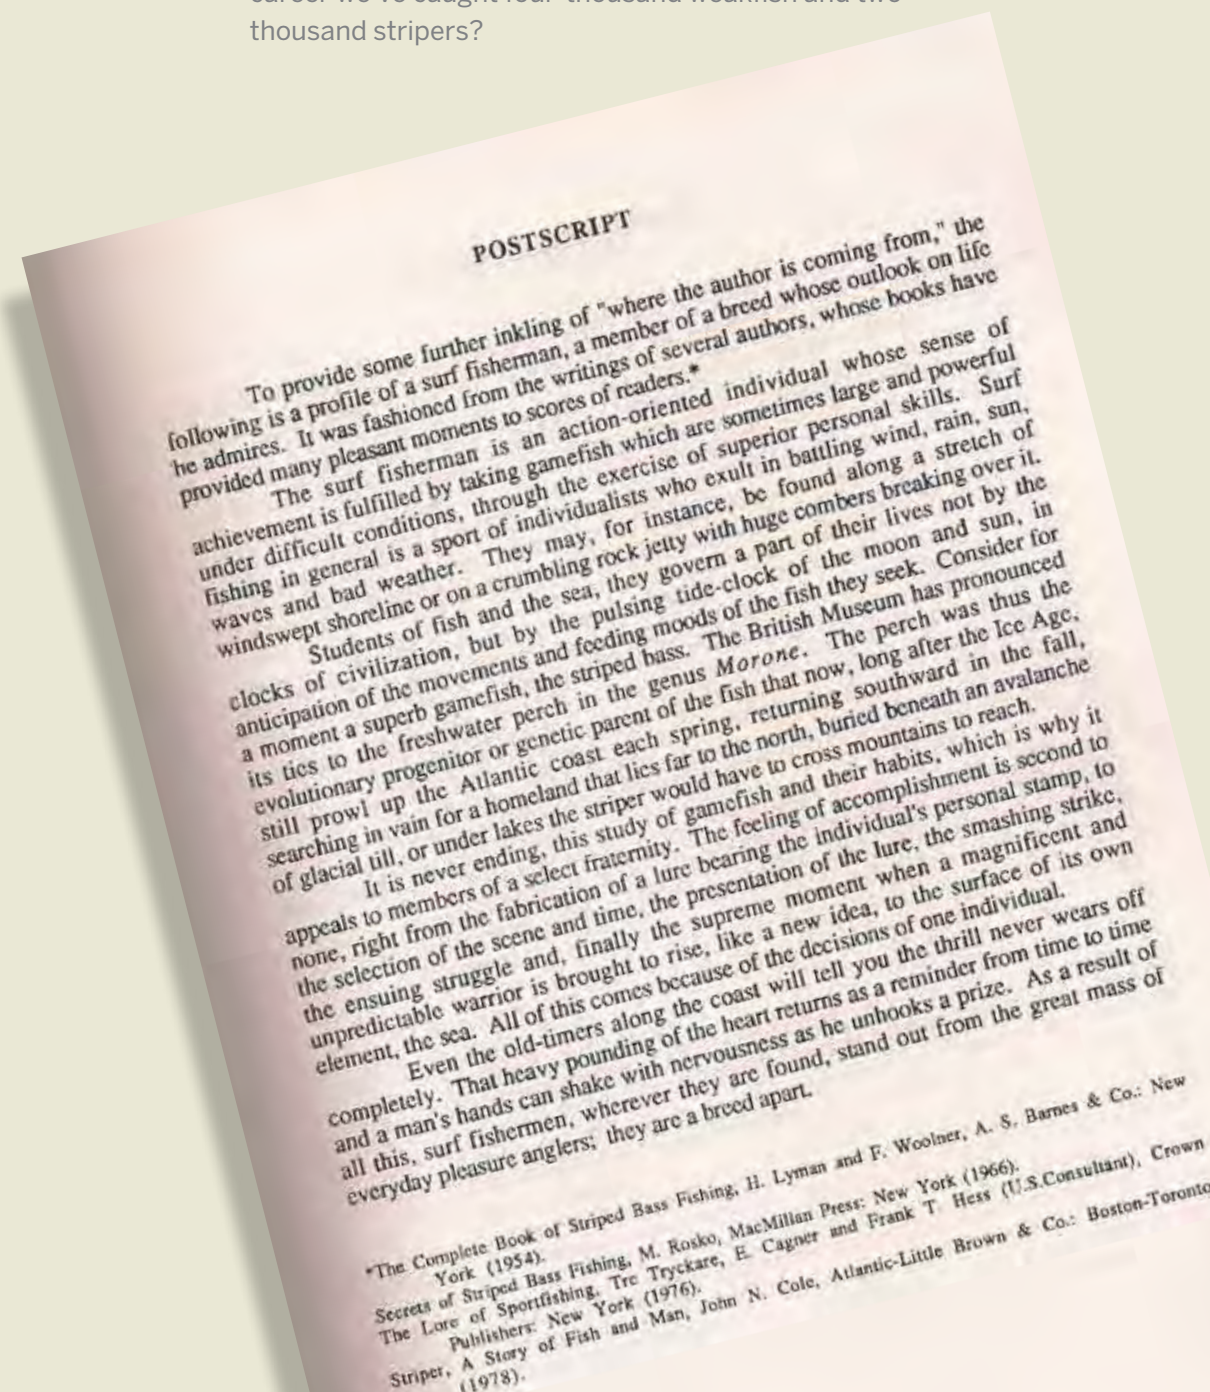 thousand stripers?
POSTSCRIPT
To provide some further inkling of "where the author is coming from," the
following is a profile of a surf fisherman, a member of a breed whose outlook on life
he admires. It was fashioned from the writings of several authors, whose books have
provided many pleasant moments to scores of readers.*
The surf fisherman is an action-oriented individual whose sense of
achievement is fulfilled by taking gamefish which are sometimes large and powerful
under difficult conditions, through the exercise of superior personal skills. Surf
fishing in general is a sport of individualists who exult in battling wind, rain, sun,
waves and bad weather. They may, for instance, be found along a stretch of
windswept shoreline or on a crumbling rock jetty with huge combers breaking over it.
Students of fish and the sea, they govern a part of their lives not by the
clocks of civilization, but by the pulsing tide-clock of the moon and sun, in
anticipation of the movements and feeding moods of the fish they seek. Consider for
a moment a superb gamefish, the striped bass. The British Museum has pronounced
its ties to the freshwater perch in the genus Morone. The perch was thus the
evolutionary progenitor or genetic parent of the fish that now, long after the Ice Age,
still prowl up the Atlantic coast each spring, returning southward in the fall,
searching in vain for a homeland that lies far to the north, buried beneath an avalanche
of glacial till, or under lakes the striper would have to cross mountains to reach.
It is never ending, this study of gamefish and their habits, which is why it
appeals to members of a select fraternity. The feeling of accomplishment is second to
none, right from the fabrication of a lure bearing the individual's personal stamp, to
the selection of the scene and time, the presentation of the lure, the smashing strike,
the ensuing struggle and, finally the supreme moment when a magnificent and
unpredictable warrior is brought to rise, like a new idea, to the surface of its own
element, the sea. All of this comes because of the decisions of one individual.
Even the old-timers along the coast will tell you the thrill never wears off
completely. That heavy pounding of the heart returns as a reminder from time to time
and a man's hands can shake with nervousness as he unhooks a prize. As a result of
all this, surf fishermen, wherever they are found, stand out from the great mass of
everyday pleasure anglers; they are a breed apart.
*The Complete Book of Striped Bass Fishing, H. Lyman and F. Woolner, A. S. Barnes & Co.: New
York (1954).
Secrets of Striped Bass Fishing, M. Rosko, MacMillan Press: New York (1966).
The Lore of Sportfishing, Tre Tryckare, E. Cagner and Frank T. Hess (U.S.Consultant), Crown
Publishers: New York (1976).
Striper, A Story of Fish and Man, John N. Cole, Atlantic-Little Brown & Co.: Boston-Toronto
(1978).